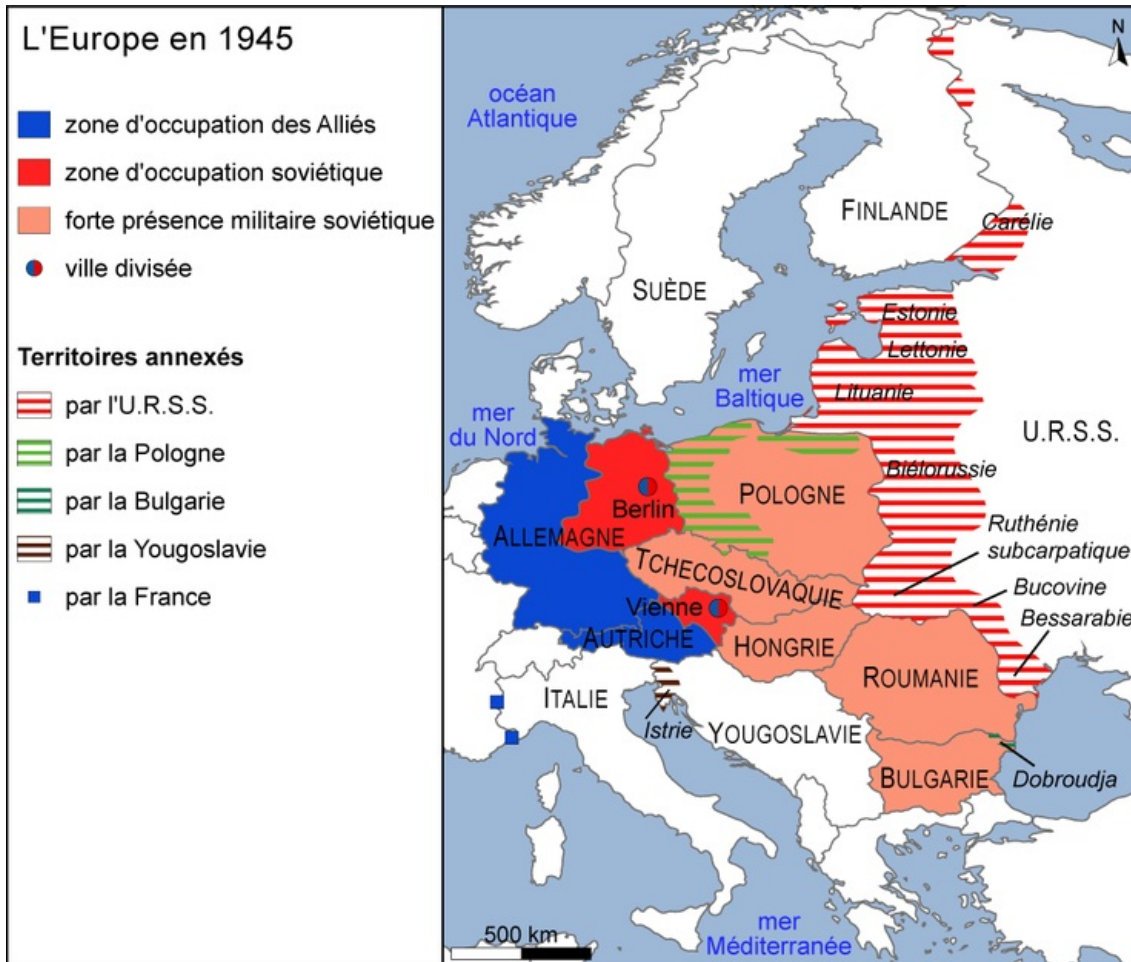 L'Europe en 1945
zone d'occupation des Alliés
zone d'occupation soviétique
forte présence militaire soviétique
ville divisée
Territoires annexés
par l'U.R.S.S.
par la Pologne
par la Bulgarie
par la Yougoslavie
par la France
N
océan
Atlantique
FINLANDE
Carélie
SUÈDE
Estonie
Lettonie
mer
Baltique
Lituanie
mer
du Nord
U.R.S.S.
Biélorussie
POLOGNE
Berlin
ALLEMAGNE
Ruthénie
subcarpatique
TCHECOSLOVAQUIE
Bucovine
Vienne
Bessarabie
AUTRICHE
HONGRIE
ROUMANIE
ITALIE
Istrie
YOUGOSLAVIE
BULGARIE
Dobroudja
mer
Méditerranée
500 km